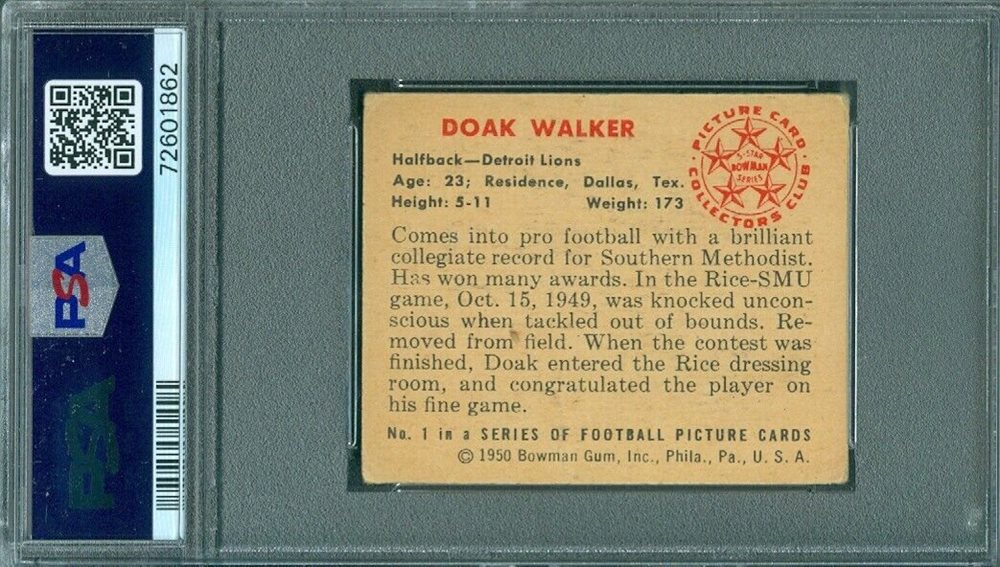 72601862
PSA
PSA
DOAK WALKER
Halfback—Detroit Lions
Age: 23; Residence, Dallas, Tex.
Height: 5-11 Weight: 173
PICTURE CARD
COLLECTORS CLUB
5-STAR
BOWMAN
SERIES
Comes into pro football with a brilliant
collegiate record for Southern Methodist.
Has won many awards. In the Rice-SMU
game, Oct. 15, 1949, was knocked uncon-
scious when tackled out of bounds. Re-
moved from field. When the contest was
finished, Doak entered the Rice dressing
room, and congratulated the player on
his fine game.
No. 1 in a SERIES OF FOOTBALL PICTURE CARDS
© 1950 Bowman Gum, Inc., Phila., Pa., U. S. A.